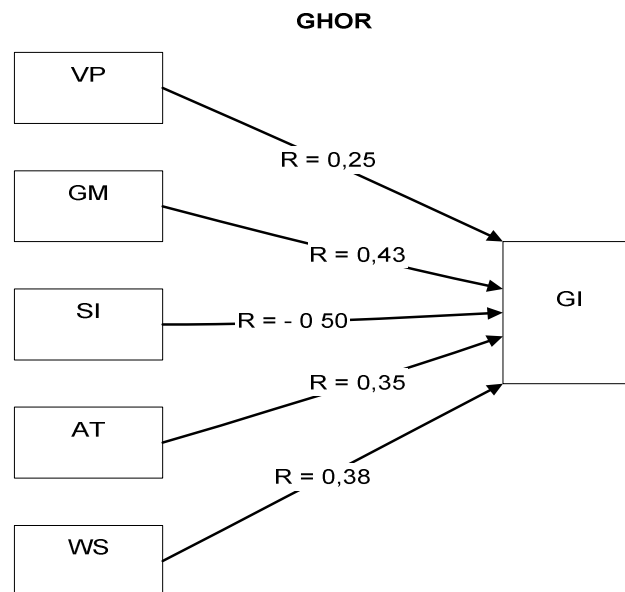 GHOR
VP
R = 0,25
GM
R = 0,43
GI
SI
R = - 0 50
AT
R = 0,35
R = 0,38
WS